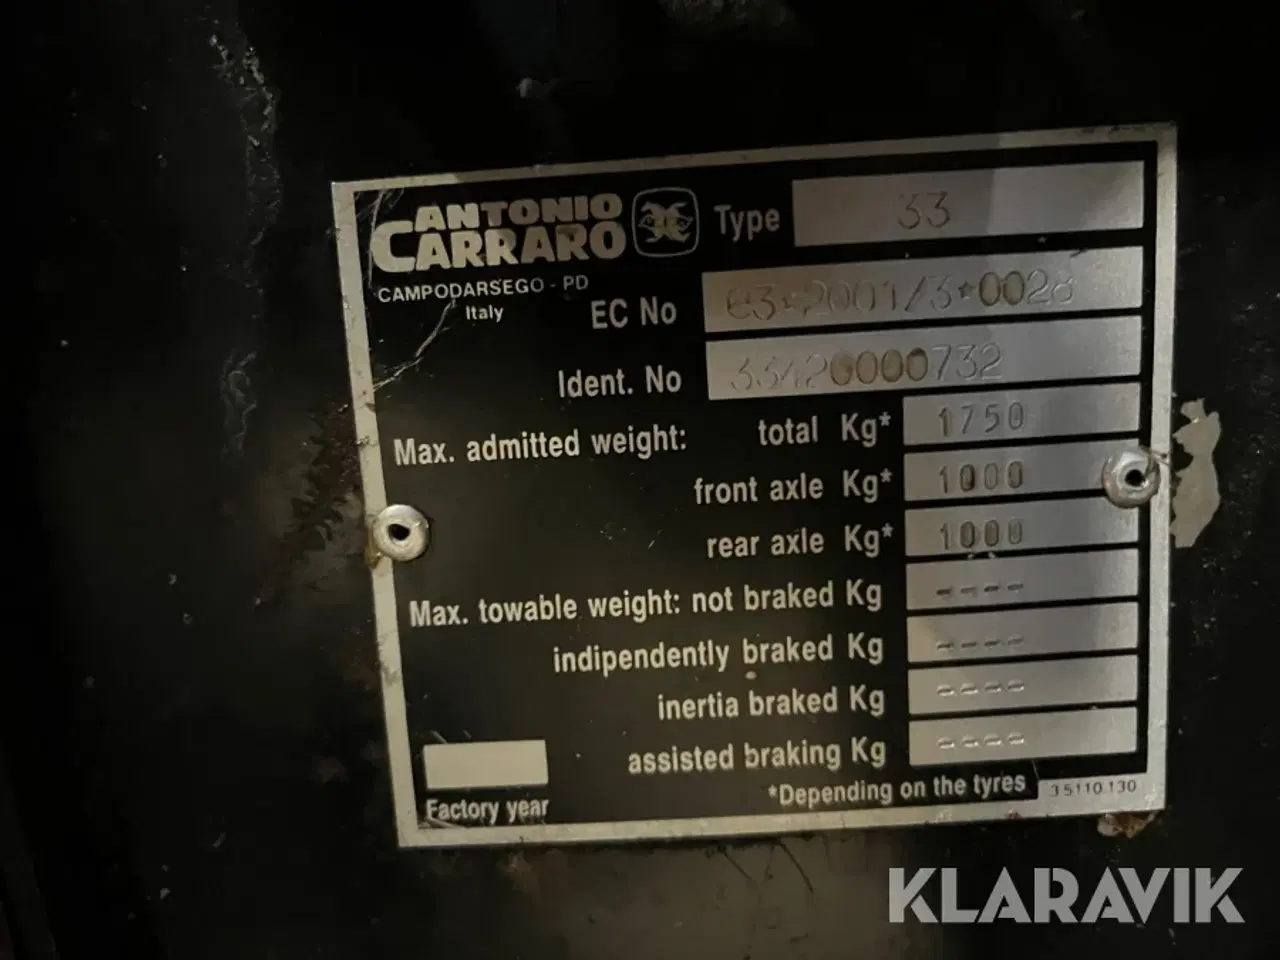 ANTONIO
CARRARO
CAMPODARSEGO - PD
Italy
Type 33
EC No e3*2001/3*0028
Ident. No 33420000732
Max. admitted weight: total Kg* 1750
front axle Kg* 1000
rear axle Kg* 1000
Max. towable weight: not braked Kg ----
indipendently braked Kg ----
inertia braked Kg ----
assisted braking Kg ----
*Depending on the tyres 3 5110 130
Factory year
KLARAVIK